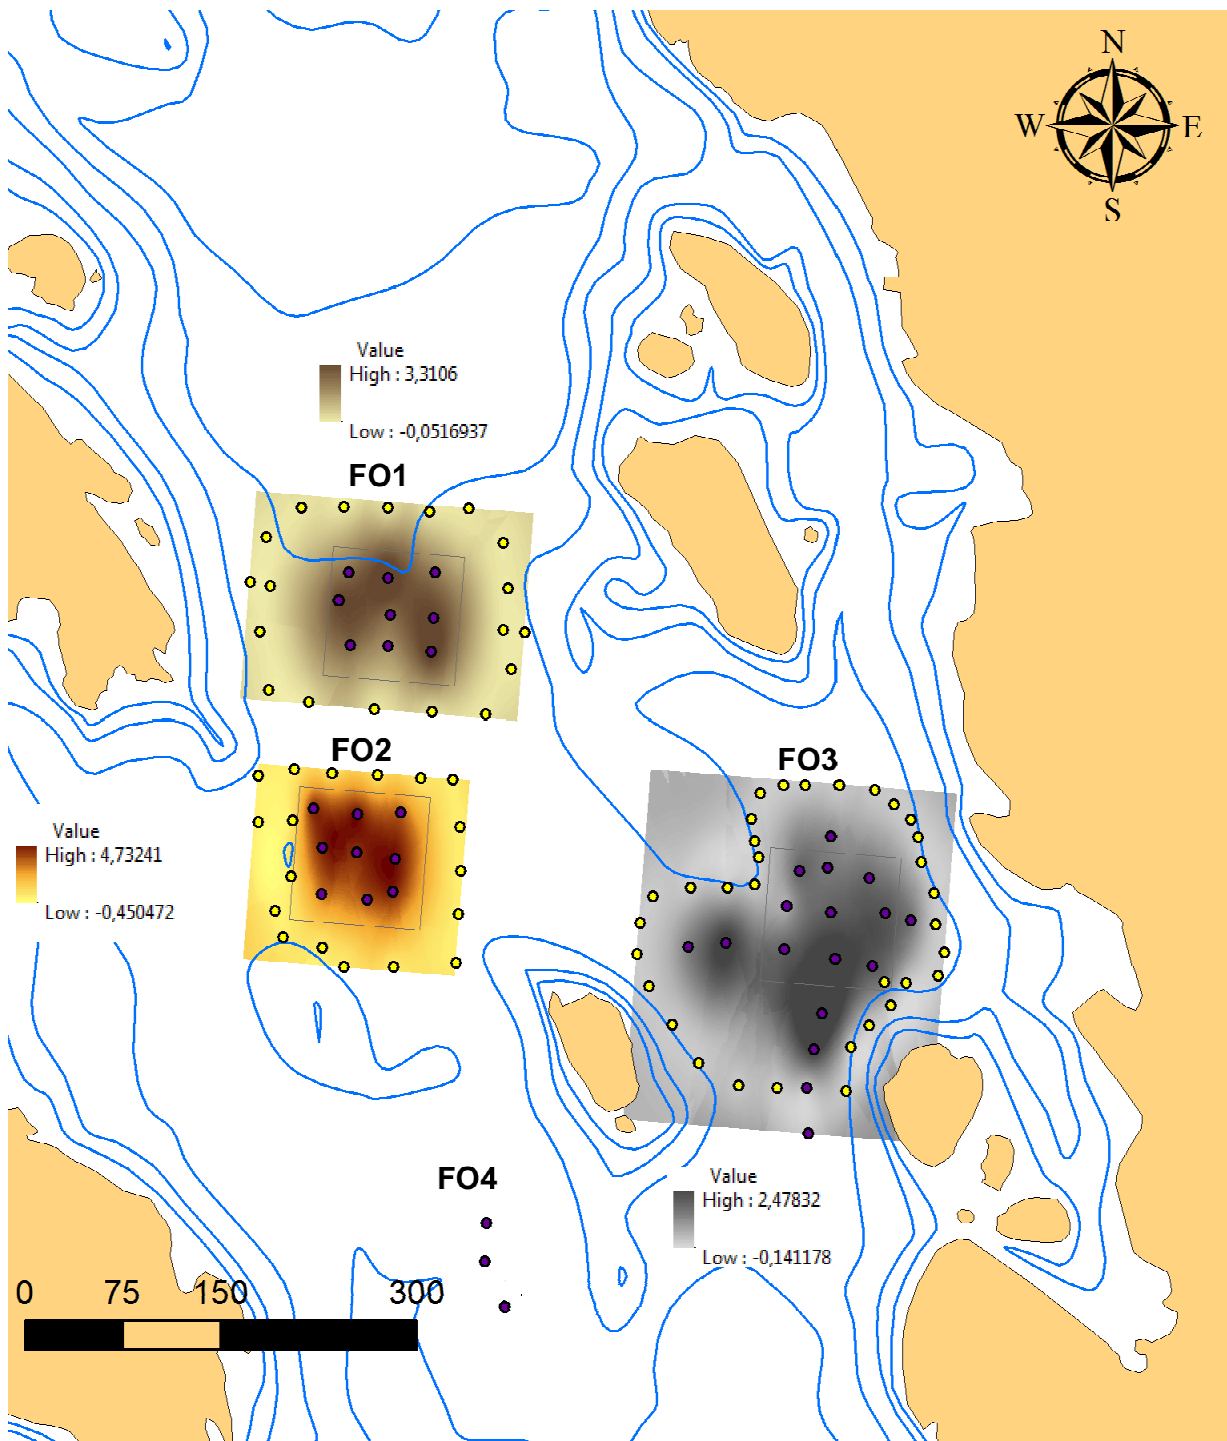 N
W E
S
Value
High : 3,3106
Low : -0,0516937
FO1
FO2
FO3
Value
High : 4,73241
Low : -0,450472
FO4
Value
High : 2,47832
Low : -0,141178
0 75 150 300